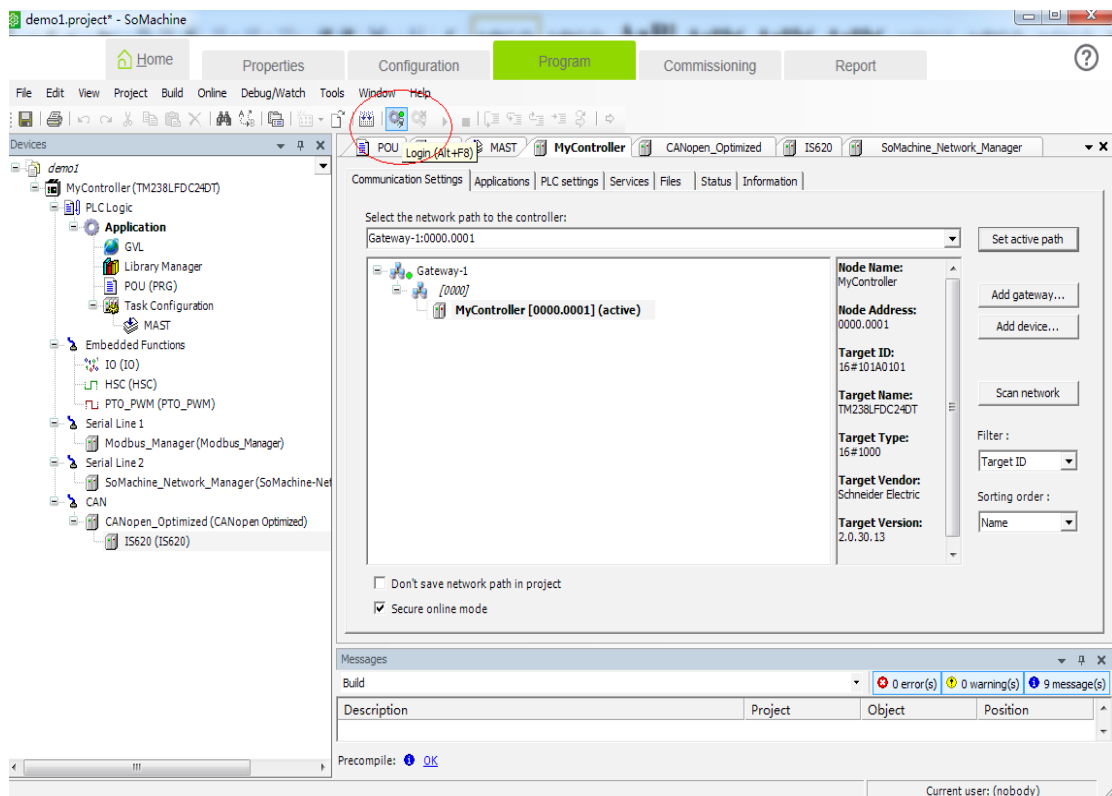 demo1.project* - SoMachine
Home
Properties
Configuration
Program
Commissioning
Report
File Edit View Project Build Online Debug/Watch Tools Window Help
Devices
POU
MAST
MyController
CANopen_Optimized
IS620
SoMachine_Network_Manager
Login (Alt+F8)
demo1
MyController (TM238LFDC24DT)
PLC Logic
Application
GVL
Library Manager
POU (PRG)
Task Configuration
MAST
Embedded Functions
IO (IO)
HSC (HSC)
PTO_PWM (PTO_PWM)
Serial Line 1
Modbus_Manager (Modbus_Manager)
Serial Line 2
SoMachine_Network_Manager (SoMachine-Net
CAN
CANopen_Optimized (CANopen Optimized)
IS620 (IS620)
Communication Settings Applications PLC settings Services Files Status Information
Select the network path to the controller:
Gateway-1:0000.0001
Set active path
Gateway-1
[0000]
MyController [0000.0001] (active)
Node Name:
MyController
Node Address:
0000.0001
Target ID:
16#101A0101
Target Name:
TM238LFDC24DT
Target Type:
16#1000
Target Vendor:
Schneider Electric
Target Version:
2.0.30.13
Add gateway...
Add device...
Scan network
Filter :
Target ID
Sorting order :
Name
Don't save network path in project
Secure online mode
Messages
Build
0 error(s)
0 warning(s)
9 message(s)
Description Project Object Position
Precompile: OK
Current user: (nobody)